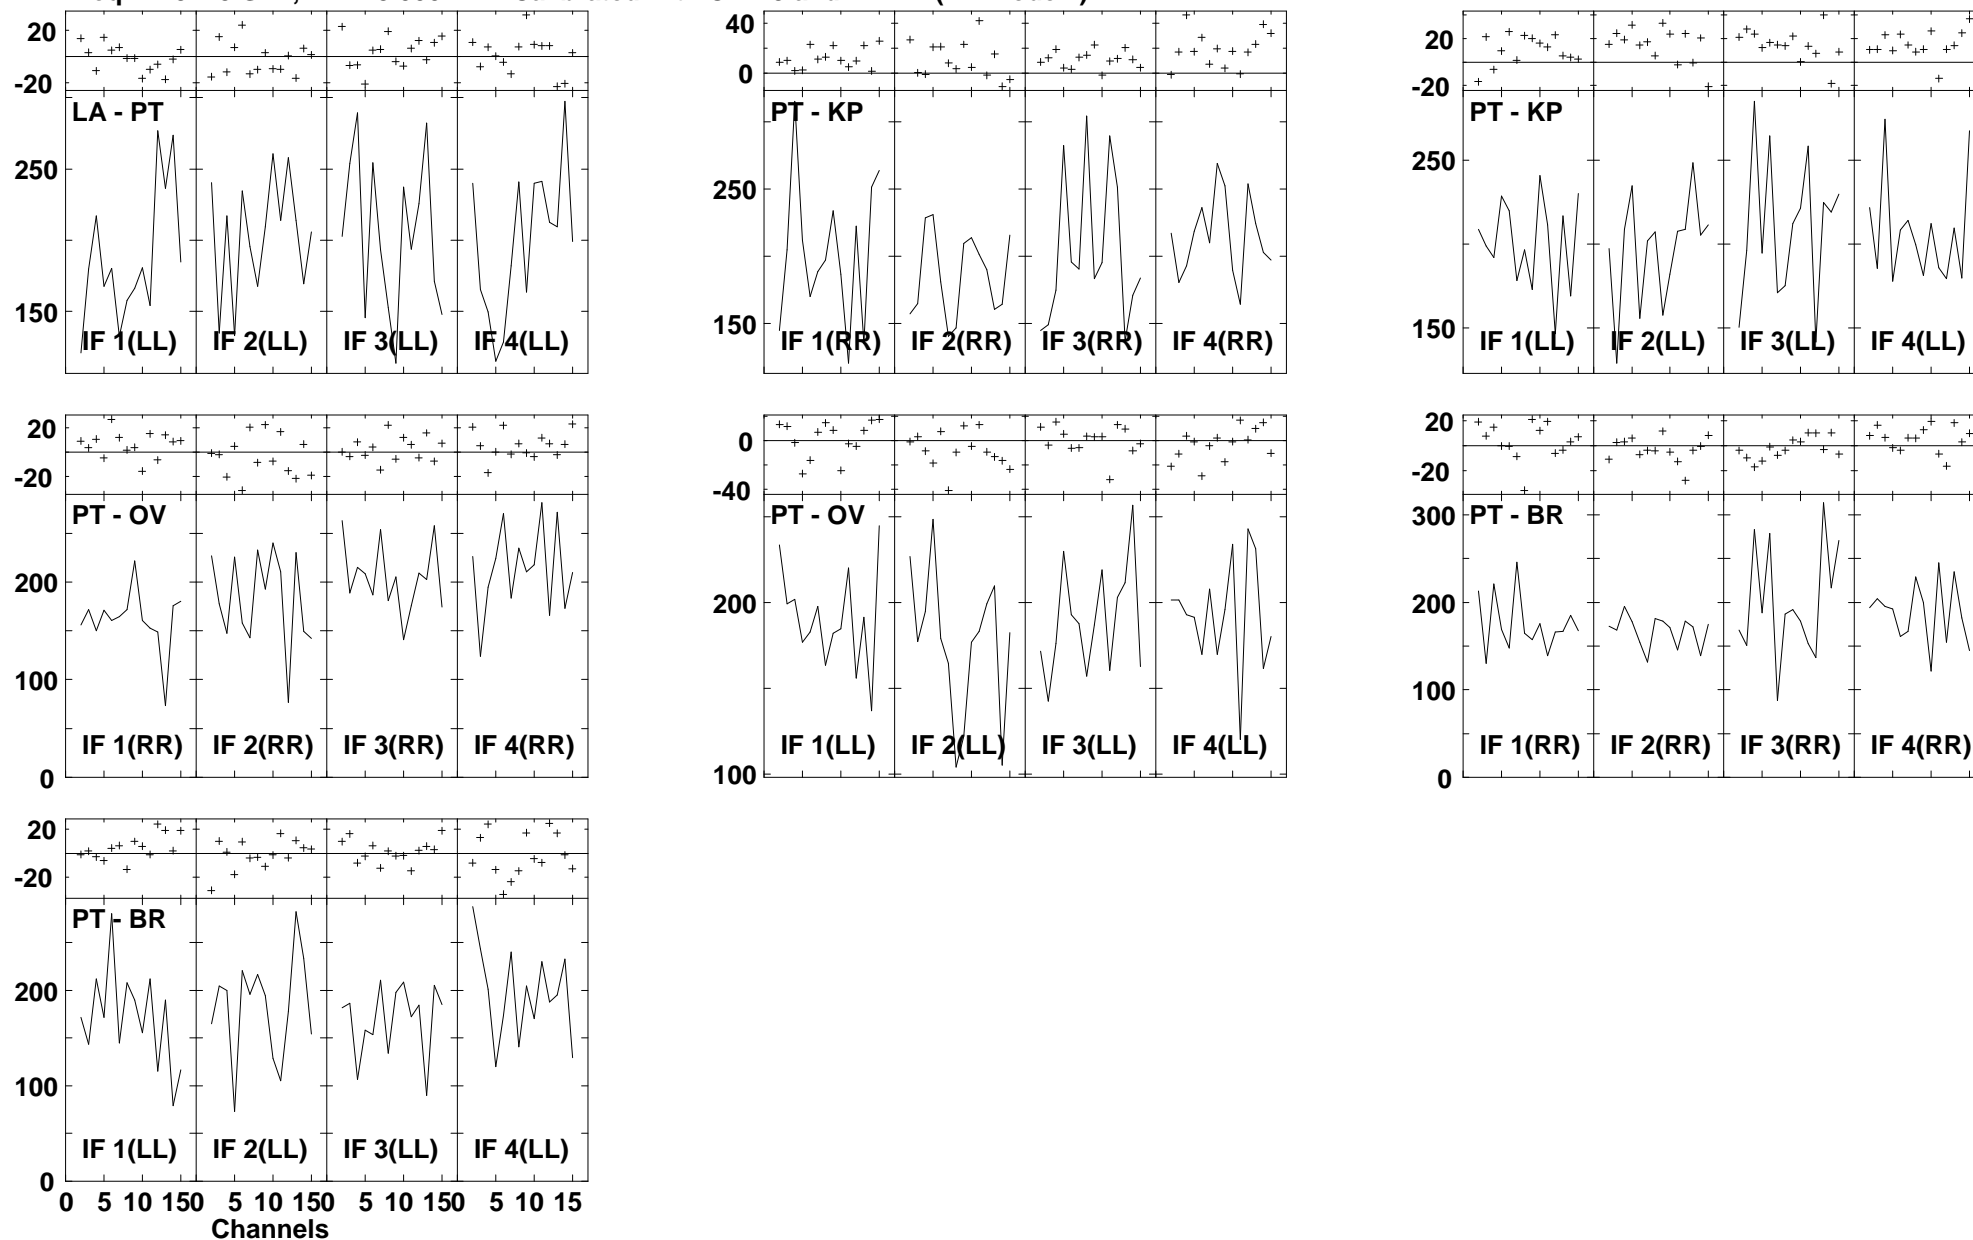 20
-20
LA - PT
250
150
IF 1(LL) IF 2(LL) IF 3(LL) IF 4(LL)
40
0
PT - KP
250
150
IF 1(RR) IF 2(RR) IF 3(RR) IF 4(RR)
20
-20
PT - KP
250
150
IF 1(LL) IF 2(LL) IF 3(LL) IF 4(LL)
20
-20
PT - OV
200
100
0
IF 1(RR) IF 2(RR) IF 3(RR) IF 4(RR)
0
-40
PT - OV
200
100
IF 1(LL) IF 2(LL) IF 3(LL) IF 4(LL)
20
-20
PT - BR
300
200
100
0
IF 1(RR) IF 2(RR) IF 3(RR) IF 4(RR)
20
-20
PT - BR
200
100
0
IF 1(LL) IF 2(LL) IF 3(LL) IF 4(LL)
0 5 10 150 5 10 150 5 10 150 5 10 15
Channels